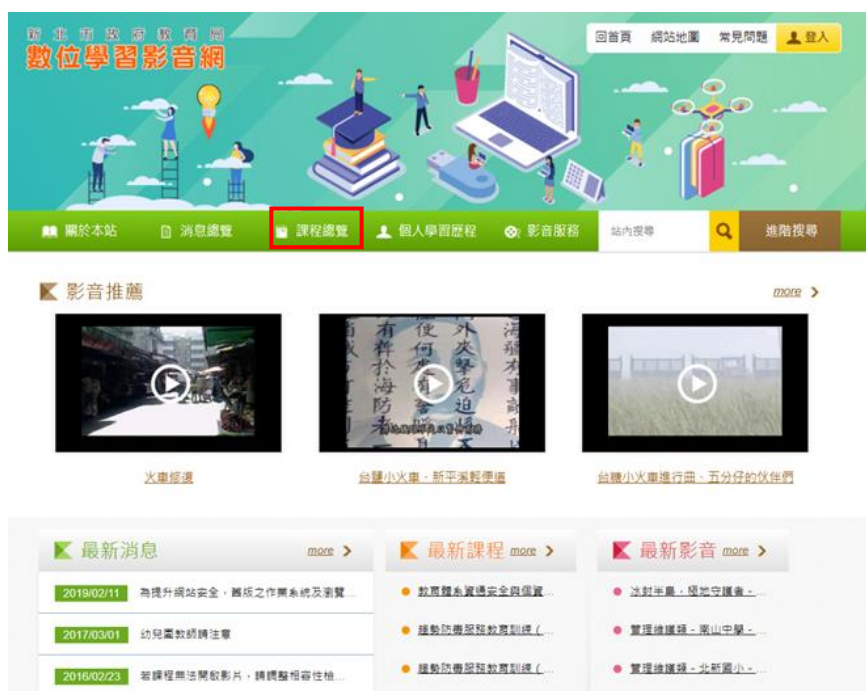 新北市政府教育局
數位學習影音網
回首頁 網站地圖 常見問題 登入
關於本站 消息總覽 課程總覽 個人學習歷程 影音服務 站內搜尋 進階搜尋
影音推薦 more
火車修護
台鹽小火車、新平溪輕便道
台糖小火車進行曲、五分仔的伙伴們
最新消息 more
2019/02/11 為提升網站安全，舊版之作業系統及瀏覽...
2017/03/01 幼兒園教師請注意
2016/02/23 若課程無法開啟影片，請調整相容性檢...
最新課程 more
教育體系資通安全與個資...
趨勢防毒服務教育訓練 (...
趨勢防毒服務教育訓練 (...
最新影音 more
冰封半島，極地守護者-...
管理維護類-南山中學-...
管理維護類-北新國小-...